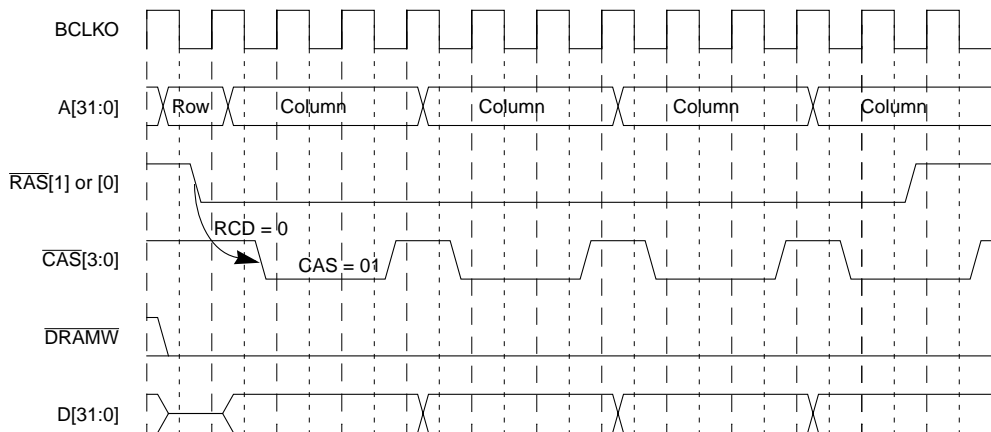 BCLKO
A[31:0] Row Column Column Column Column
RAS[1] or [0]
RCD = 0
CAS[3:0] CAS = 01
DRAMW
D[31:0]